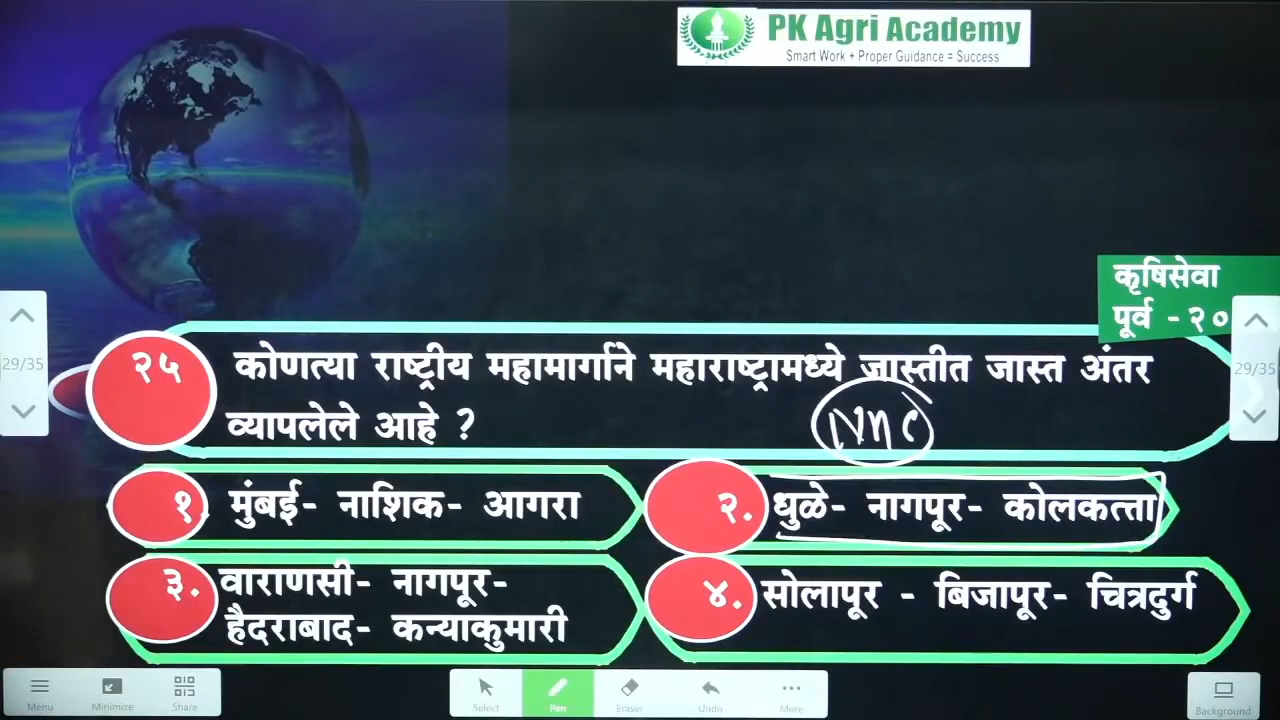 PK Agri Academy
Smart Work + Proper Guidance = Success
कृषिसेवा
पूर्व -२०
29/35
29/35
२५
कोणत्या राष्ट्रीय महामार्गाने महाराष्ट्रामध्ये जास्तीत जास्त अंतर
व्यापलेले आहे ?
१. मुंबई- नाशिक- आगरा
२. धुळे- नागपूर- कोलकत्ता
३. वाराणसी- नागपूर-
हैदराबाद- कन्याकुमारी
४. सोलापूर - बिजापूर- चित्रदुर्ग
Menu Minimize Share Select Pen Eraser Undo More Background